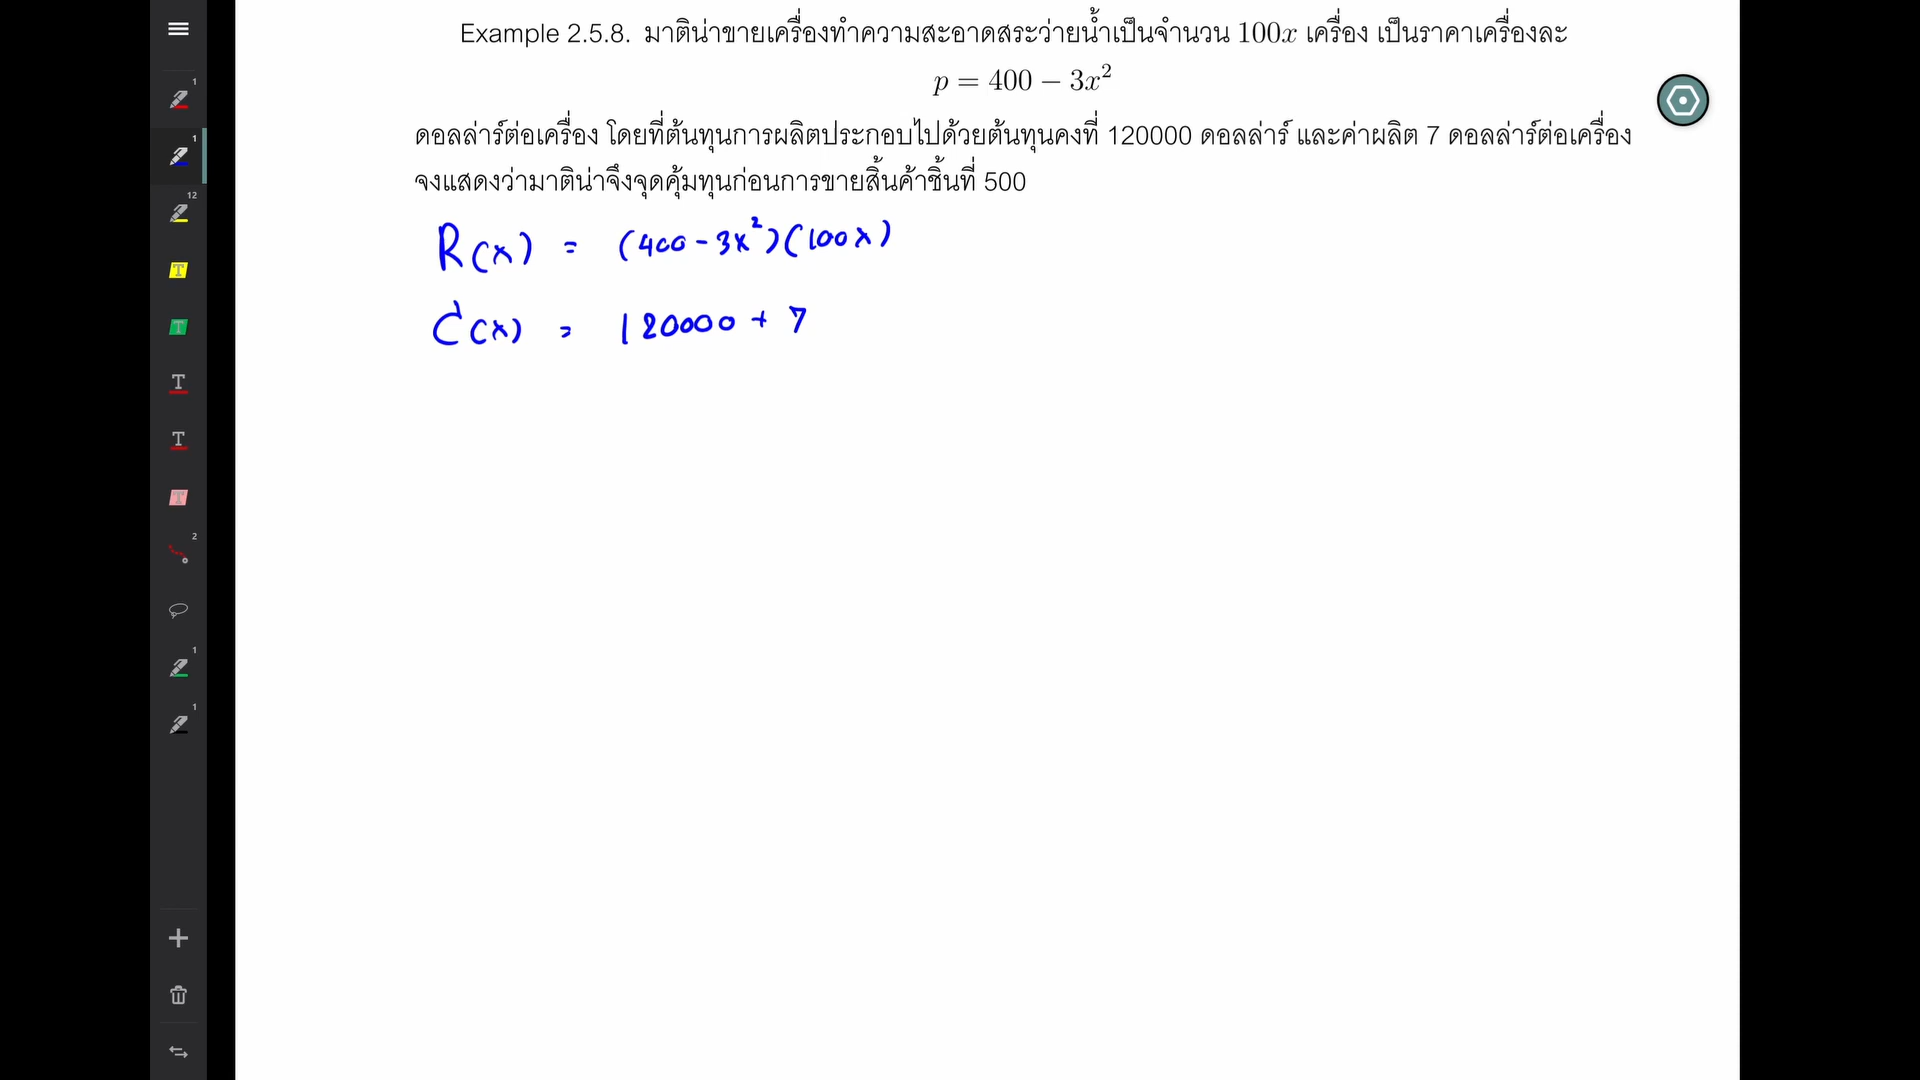 Example 2.5.8. มาติน่าขายเครื่องทำความสะอาดสระว่ายน้ำเป็นจำนวน 100x เครื่อง เป็นราคาเครื่องละ
p = 400 − 3x²
ดอลล่าร์ต่อเครื่อง โดยที่ต้นทุนการผลิตประกอบไปด้วยต้นทุนคงที่ 120000 ดอลล่าร์ และค่าผลิต 7 ดอลล่าร์ต่อเครื่อง
จงแสดงว่ามาติน่าจึงจุดคุ้มทุนก่อนการขายสิ้นค้าชิ้นที่ 500
R(x) = (400 - 3x²)(100x)
C(x) = 120000 + 7
1
1
12
T
T
T
T
T
2
1
1